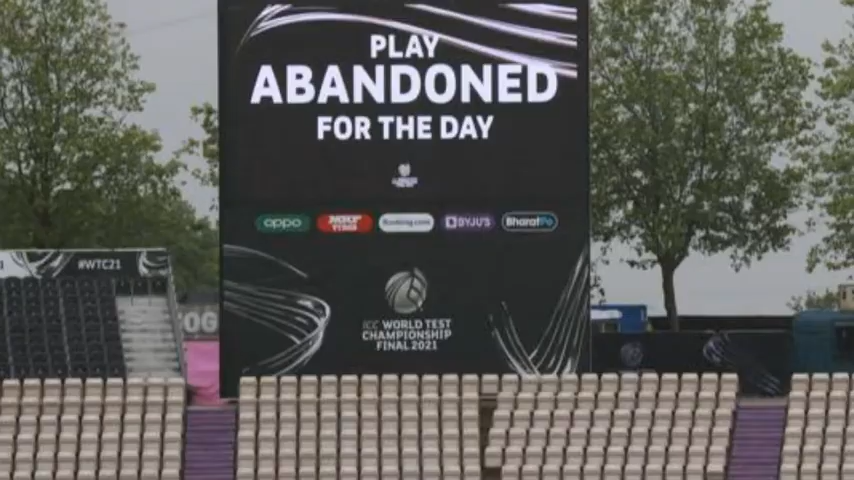 PLAY
ABANDONED
FOR THE DAY
oppo
MRF
TYRES
Booking.com
BYJU'S
BharatPe
#WTC21
OG
ICC WORLD TEST
CHAMPIONSHIP
FINAL 2021